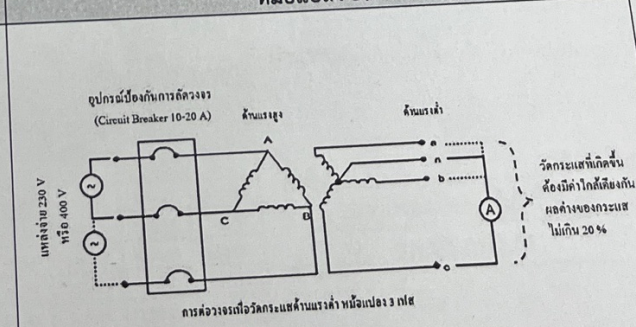 อุปกรณ์ป้องกันการลัดวงจร
(Circuit Breaker 10-20 A)
ด้านแรงสูง
ด้านแรงต่ำ
แหล่งจ่าย 230 V
หรือ 400 V
A
C
B
a
n
b
c
A
วัดกระแสที่เกิดขึ้น
ต้องมีค่าใกล้เคียงกัน
ผลต่างของกระแส
ไม่เกิน 20 %
การต่อวงจรเพื่อวัดกระแสด้านแรงต่ำ หม้อแปลง 3 เฟส